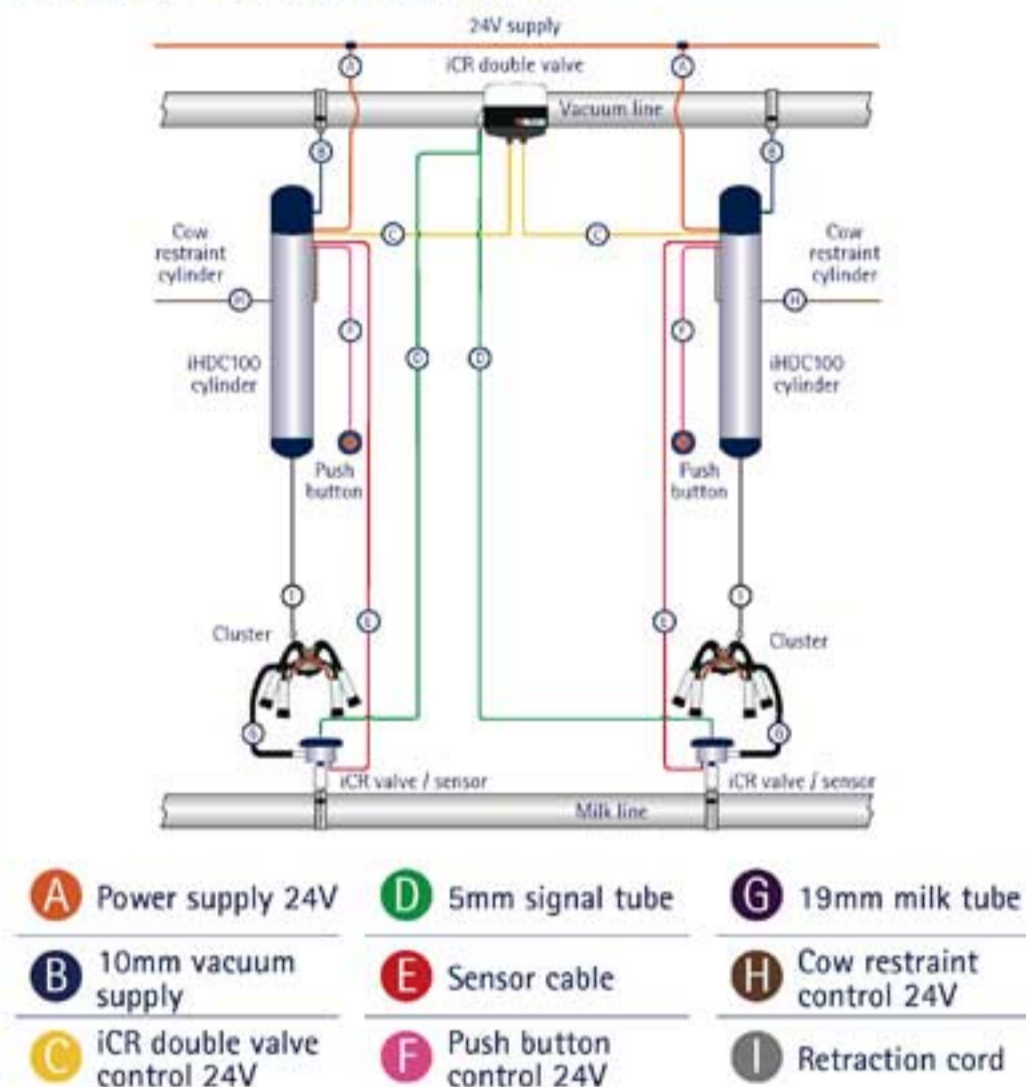 24V supply
A
A
iCR double valve
Vacuum line
B
B
C
C
Cow
restraint
cylinder
Cow
restraint
cylinder
H
H
F
F
D
D
iHDC100
cylinder
iHDC100
cylinder
Push
button
Push
button
I
I
E
E
Cluster
Cluster
G
G
iCR valve / sensor
iCR valve / sensor
Milk line
A Power supply 24V
D 5mm signal tube
G 19mm milk tube
B 10mm vacuum
supply
E Sensor cable
H Cow restraint
control 24V
C iCR double valve
control 24V
F Push button
control 24V
I Retraction cord